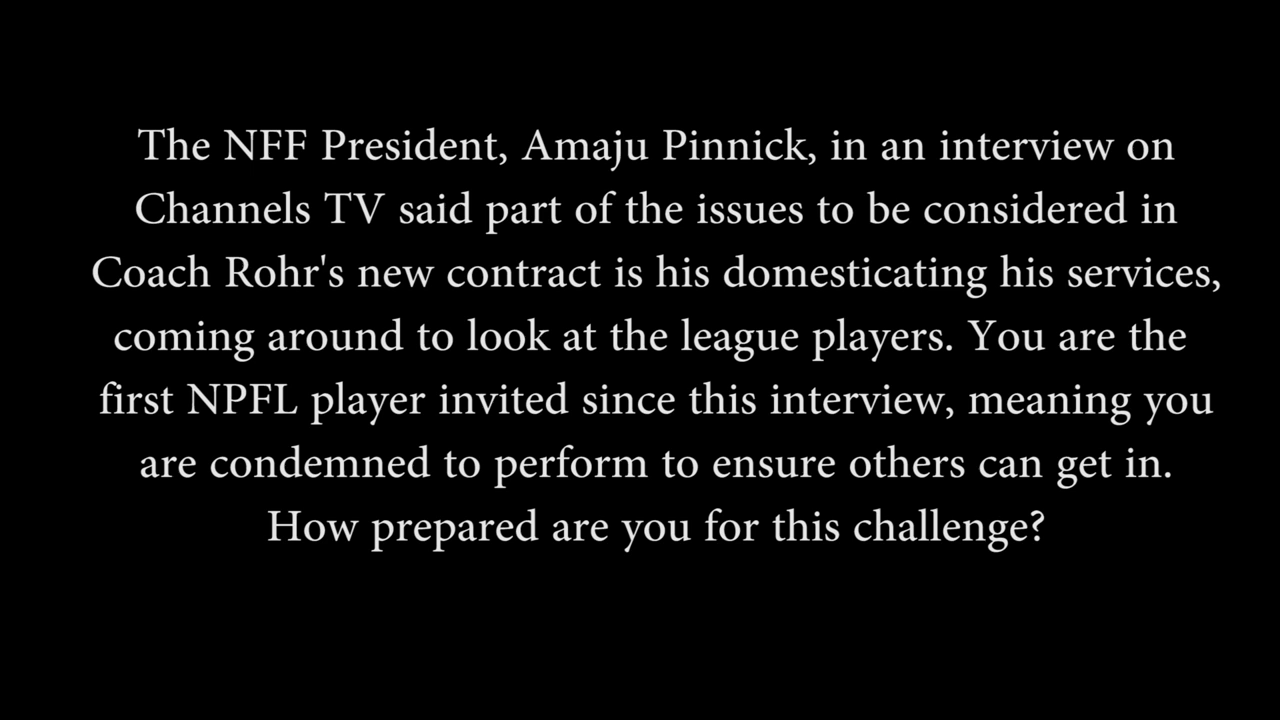 The NFF President, Amaju Pinnick, in an interview on
Channels TV said part of the issues to be considered in
Coach Rohr's new contract is his domesticating his services,
coming around to look at the league players. You are the
first NPFL player invited since this interview, meaning you
are condemned to perform to ensure others can get in.
How prepared are you for this challenge?